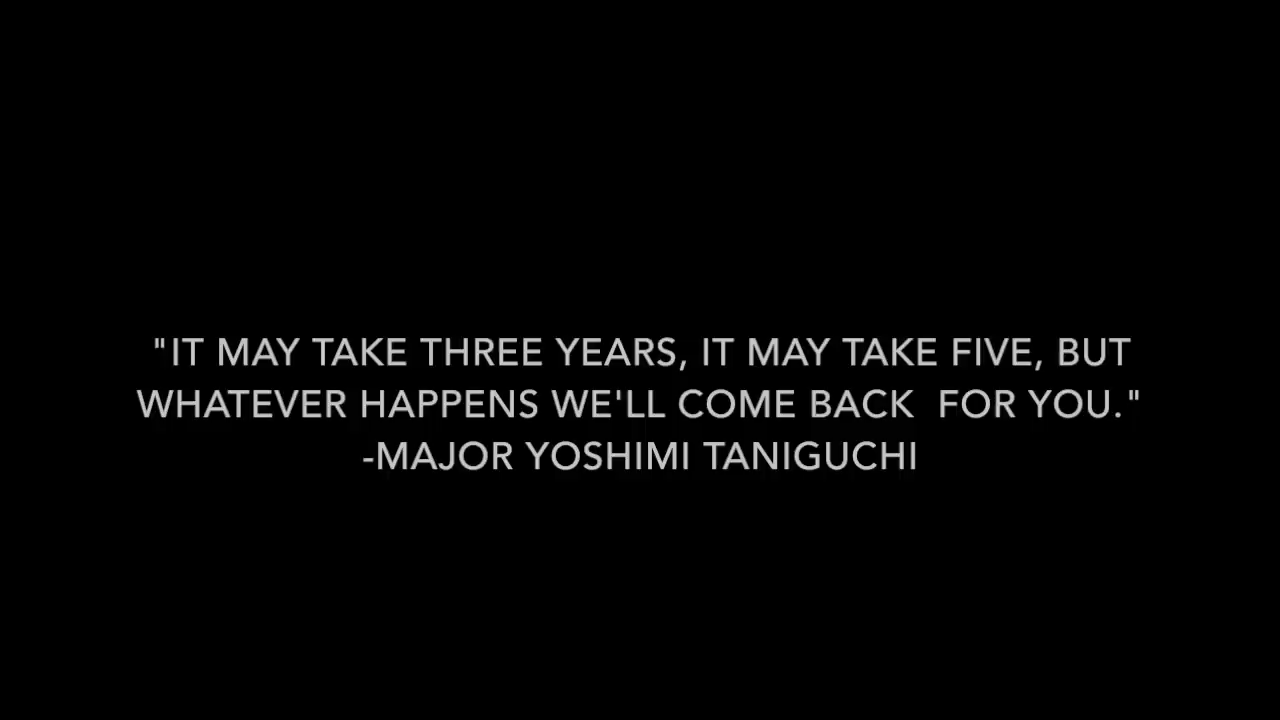 "IT MAY TAKE THREE YEARS, IT MAY TAKE FIVE, BUT
WHATEVER HAPPENS WE'LL COME BACK  FOR YOU."
-MAJOR YOSHIMI TANIGUCHI